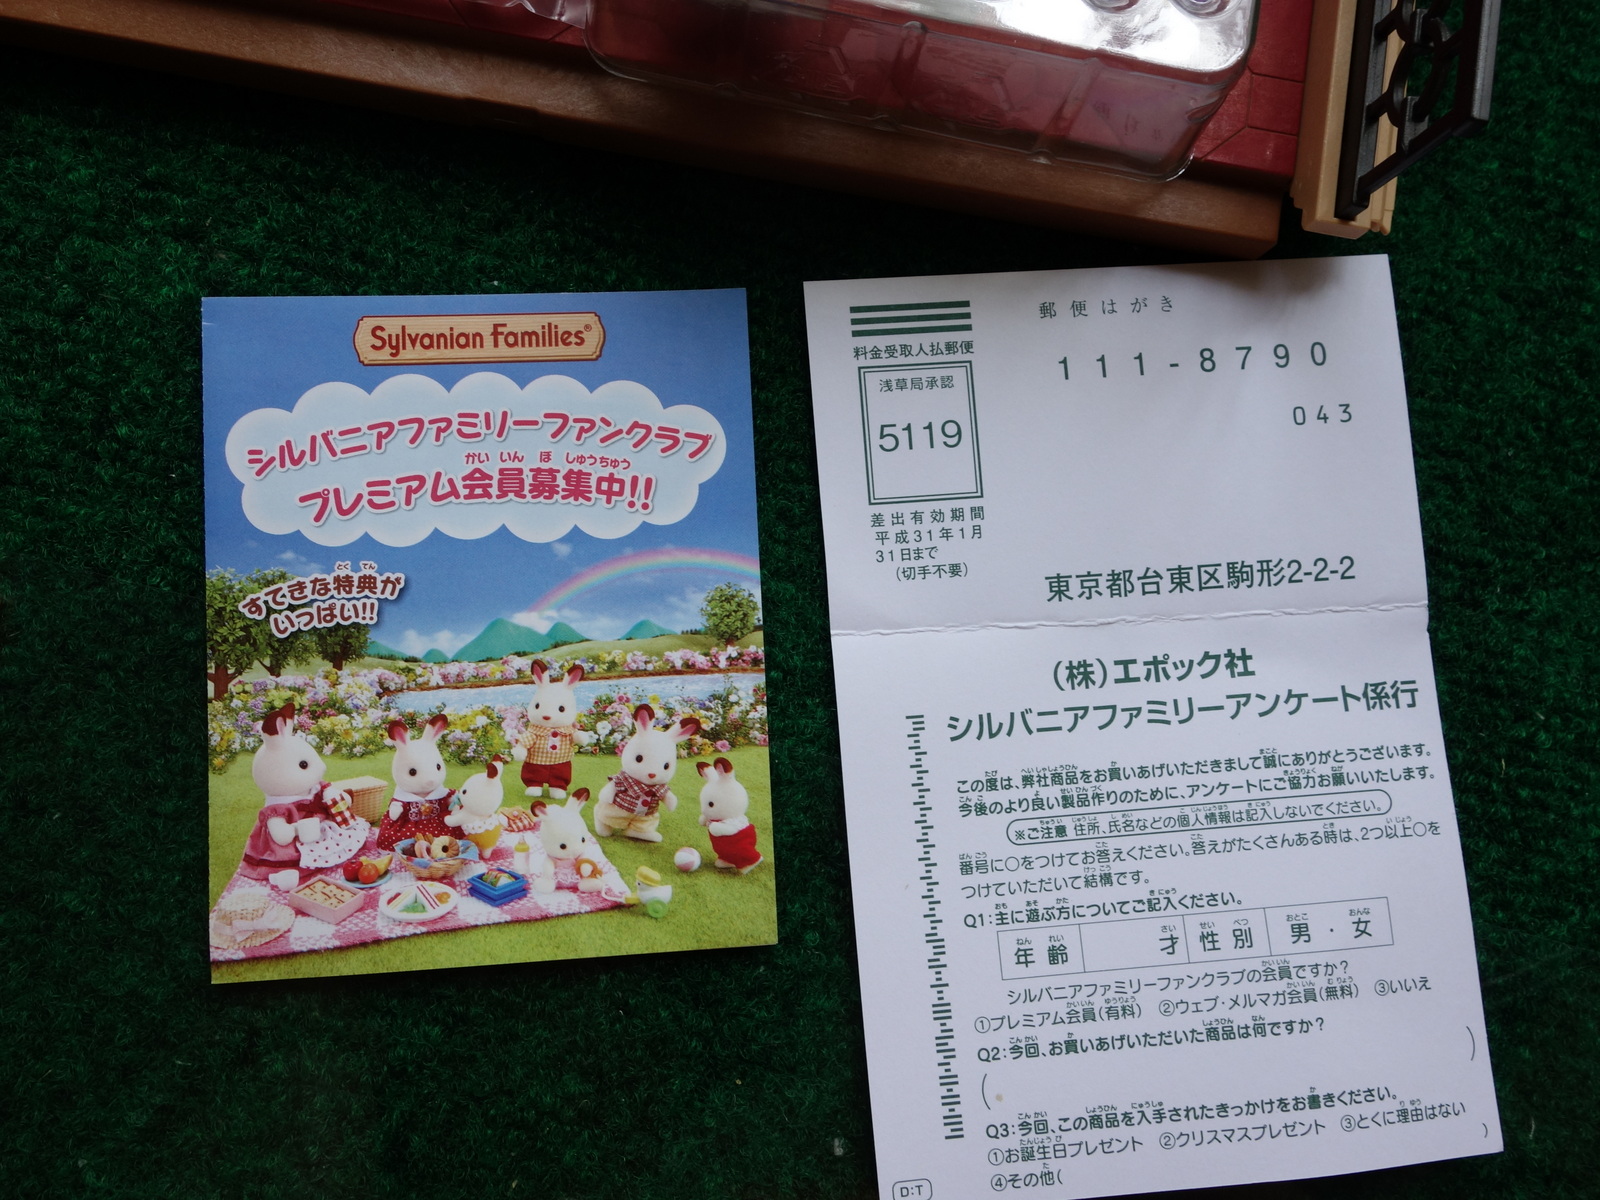 Sylvanian Families®
シルバニアファミリーファンクラブ
プレミアム会員募集中!!
かい いん ぼ しゅうちゅう
すてきな特典が
とく てん
いっぱい!!
郵便はがき
料金受取人払郵便
浅草局承認
5119
差出有効期間
平成31年1月
31日まで
(切手不要)
111-8790
043
東京都台東区駒形2-2-2
(株)エポック社
シルバニアファミリーアンケート係行
この度は、弊社商品をお買いあげいただきまして誠にありがとうございます。
今後のより良い製品作りのために、アンケートにご協力お願いいたします。
※ご注意 住所、氏名などの個人情報は記入しないでください。
番号に○をつけてお答えください。答えがたくさんある時は、2つ以上○を
つけていただいて結構です。
Q1:主に遊ぶ方についてご記入ください。
年齢 才 性別 男・女
シルバニアファミリーファンクラブの会員ですか?
①プレミアム会員(有料) ②ウェブ・メルマガ会員(無料) ③いいえ
Q2:今回、お買いあげいただいた商品は何ですか?
( )
Q3:今回、この商品を入手されたきっかけをお書きください。
①お誕生日プレゼント ②クリスマスプレゼント ③とくに理由はない
④その他( )
D:T